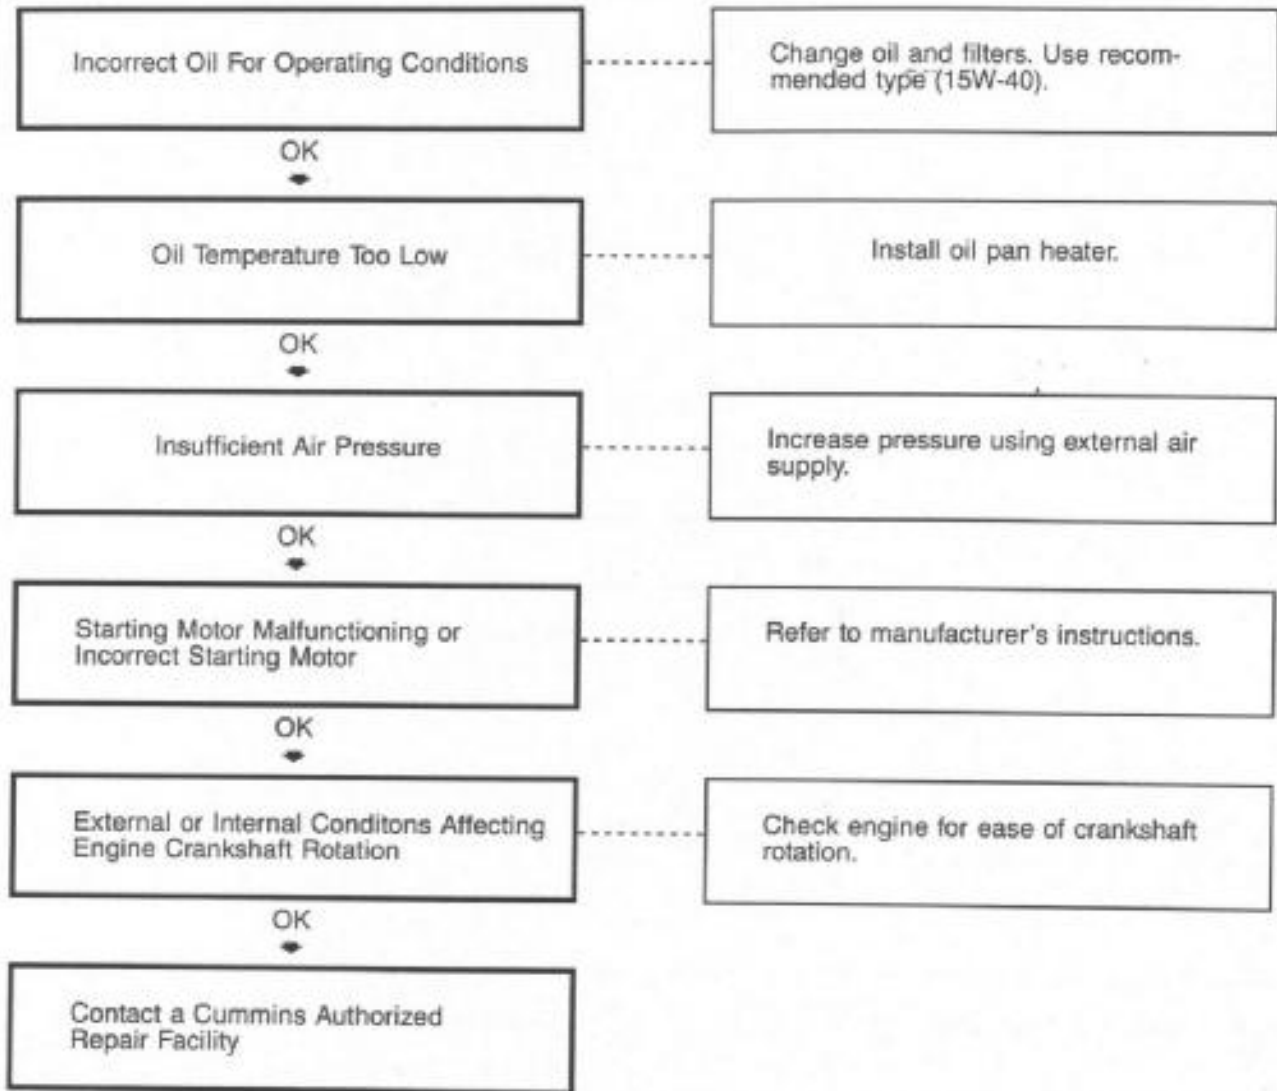 Incorrect Oil For Operating Conditions
Change oil and filters. Use recom-
mended type (15W-40).
OK
Oil Temperature Too Low
Install oil pan heater.
OK
Insufficient Air Pressure
Increase pressure using external air
supply.
OK
Starting Motor Malfunctioning or
Incorrect Starting Motor
Refer to manufacturer's instructions.
OK
External or Internal Conditons Affecting
Engine Crankshaft Rotation
Check engine for ease of crankshaft
rotation.
OK
Contact a Cummins Authorized
Repair Facility